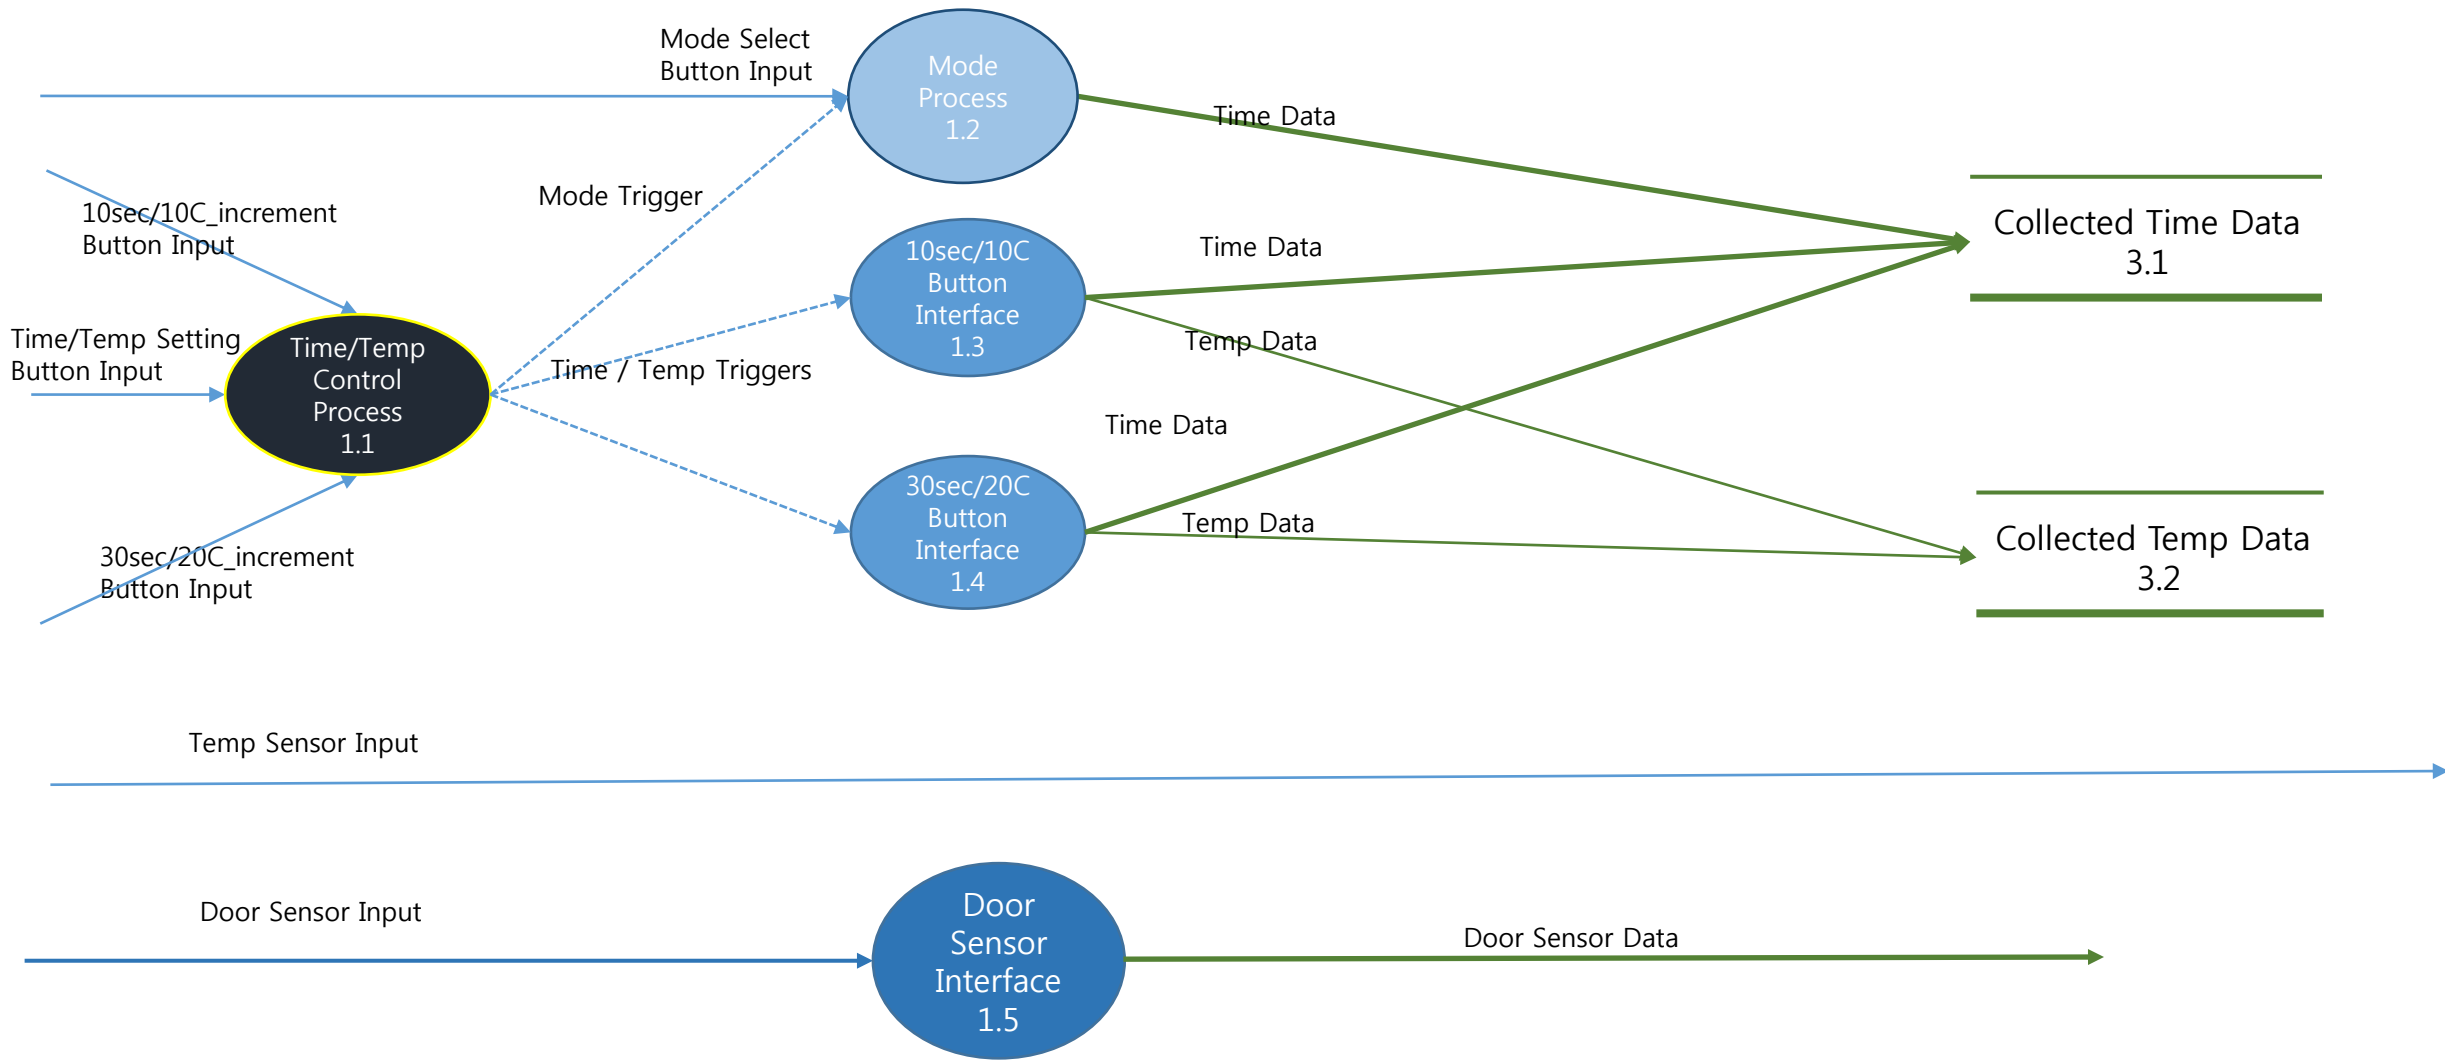 Mode Select
Button Input
Mode
Process
1.2
Time Data
Mode Trigger
10sec/10C_increment
Button Input
Collected Time Data
3.1
10sec/10C
Button
Interface
1.3
Time Data
Time/Temp Setting
Button Input
Time/Temp
Control
Process
1.1
Time / Temp Triggers
Temp Data
Time Data
30sec/20C
Button
Interface
1.4
Temp Data
Collected Temp Data
3.2
30sec/20C_increment
Button Input
Temp Sensor Input
Door Sensor Input
Door
Sensor
Interface
1.5
Door Sensor Data